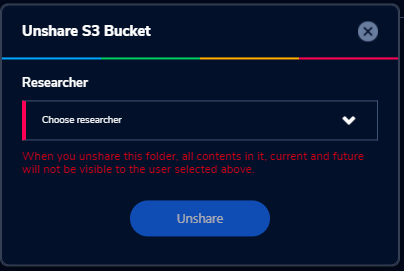 Unshare S3 Bucket
Researcher
Choose researcher
When you unshare this folder, all contents in it, current and future
will not be visible to the user selected above.
Unshare